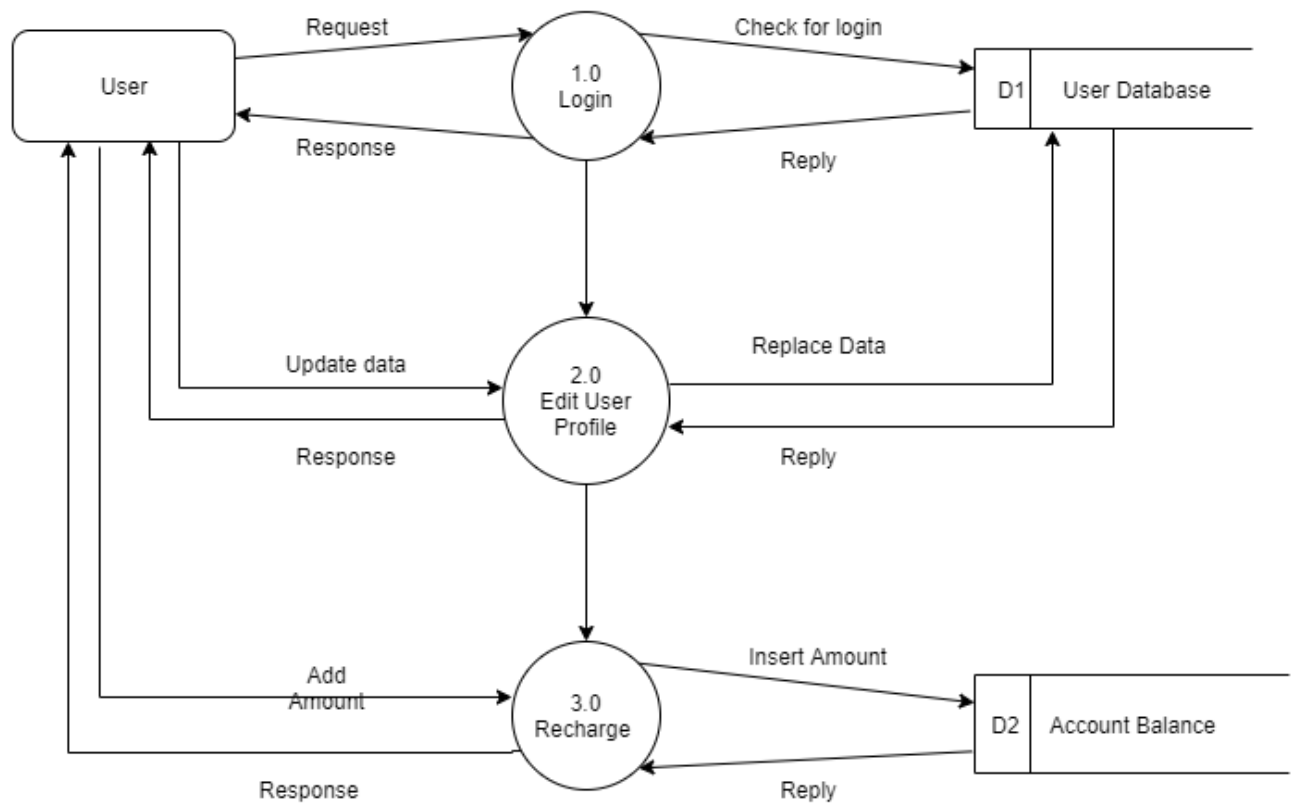 Request
Check for login
User
1.0
Login
D1
User Database
Response
Reply
Update data
Replace Data
2.0
Edit User
Profile
Response
Reply
Add
Amount
Insert Amount
3.0
Recharge
D2
Account Balance
Response
Reply